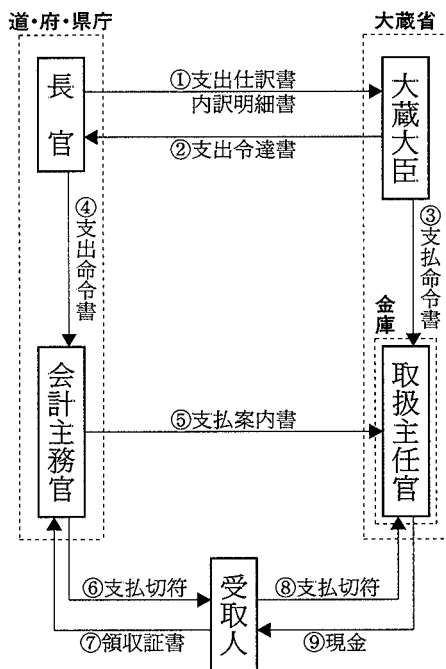 道・府・県庁
大蔵省
長官
①支出仕訳書
内訳明細書
大蔵大臣
②支出令達書
④支出命令書
③支払命令書
金庫
会計主務官
⑤支払案内書
取扱主任官
⑥支払切符
受取人
⑧支払切符
⑦領収証書
⑨現金